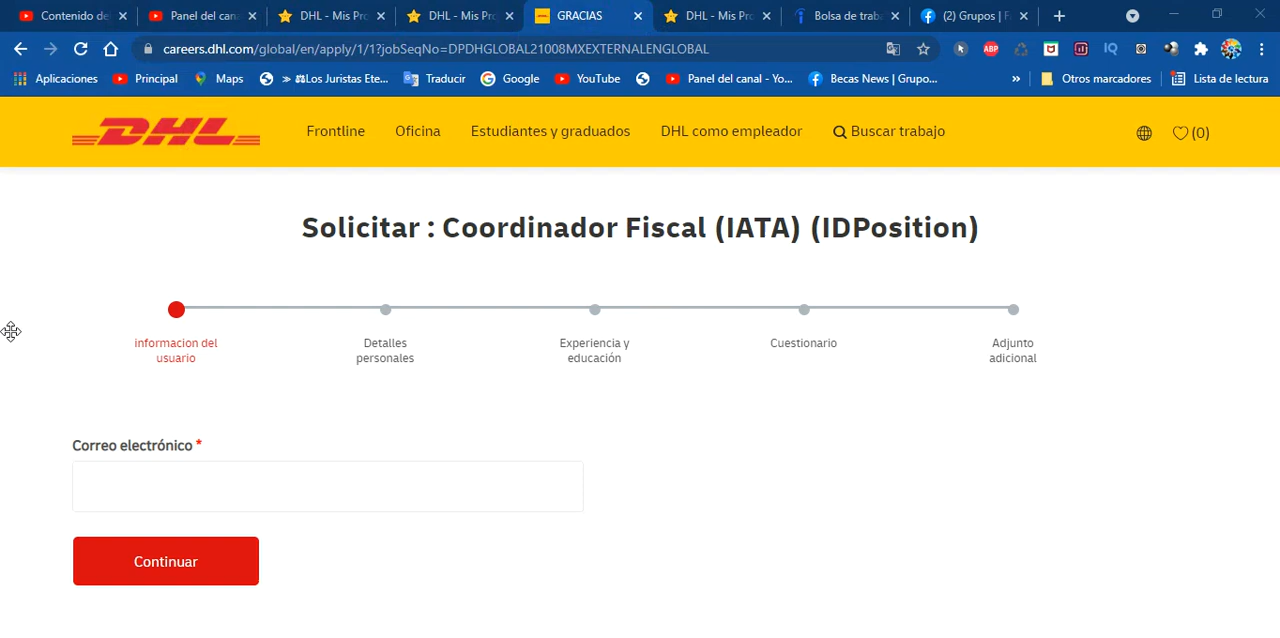 Contenido de
Panel del cana
DHL - Mis Pro
DHL - Mis Pro
GRACIAS
DHL - Mis Pro
Bolsa de traba
(2) Grupos | F
careers.dhl.com/global/en/apply/1/1?jobSeqNo=DPDHGLOBAL21008MXEXTERNALENGLOBAL
ABP
IQ
Aplicaciones
Principal
Maps
» ⚖Los Juristas Ete...
Traducir
Google
YouTube
Panel del canal - Yo...
Becas News | Grupo...
»
Otros marcadores
Lista de lectura
DHL
Frontline
Oficina
Estudiantes y graduados
DHL como empleador
Buscar trabajo
(0)
Solicitar : Coordinador Fiscal (IATA) (IDPosition)
informacion del
usuario
Detalles
personales
Experiencia y
educación
Cuestionario
Adjunto
adicional
Correo electrónico *
Continuar